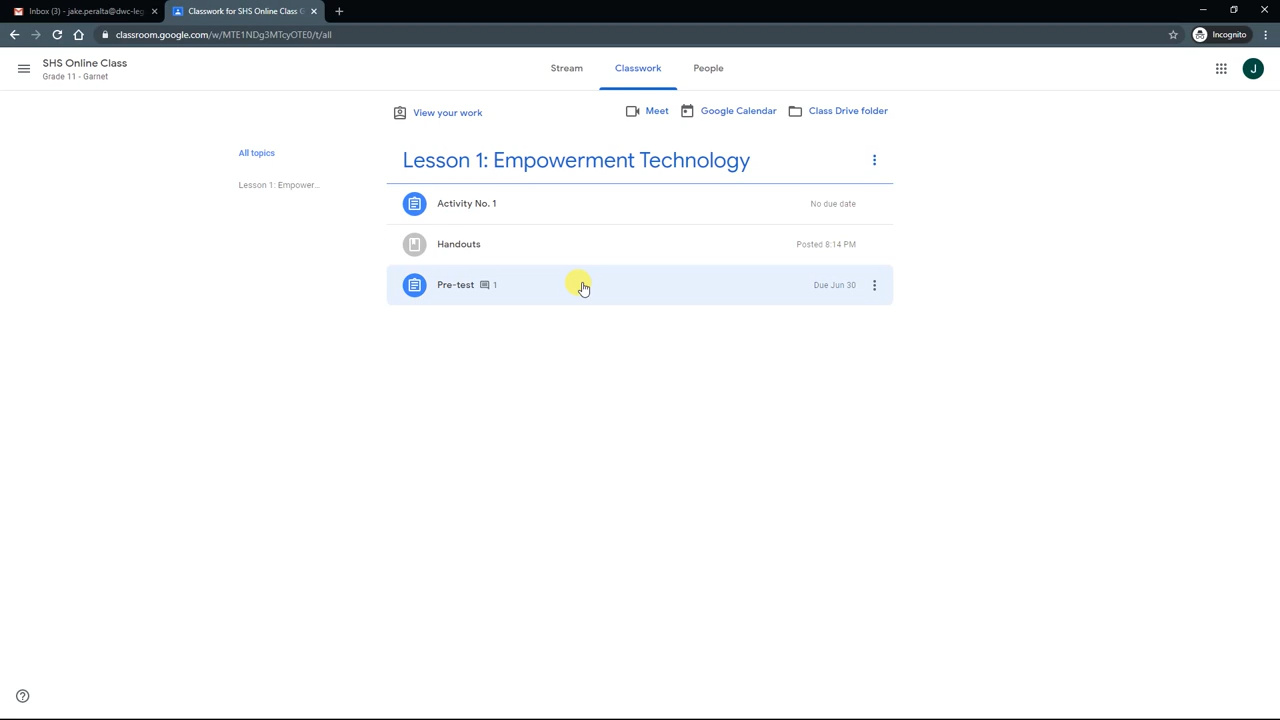 Inbox (3) - jake.peralta@dwc-leg
Classwork for SHS Online Class G
classroom.google.com/w/MTE1NDg3MTcyOTE0/t/all
Incognito
SHS Online Class
Grade 11 - Garnet
Stream
Classwork
People
J
View your work
Meet
Google Calendar
Class Drive folder
All topics
Lesson 1: Empower...
Lesson 1: Empowerment Technology
Activity No. 1
No due date
Handouts
Posted 8:14 PM
Pre-test 1
Due Jun 30